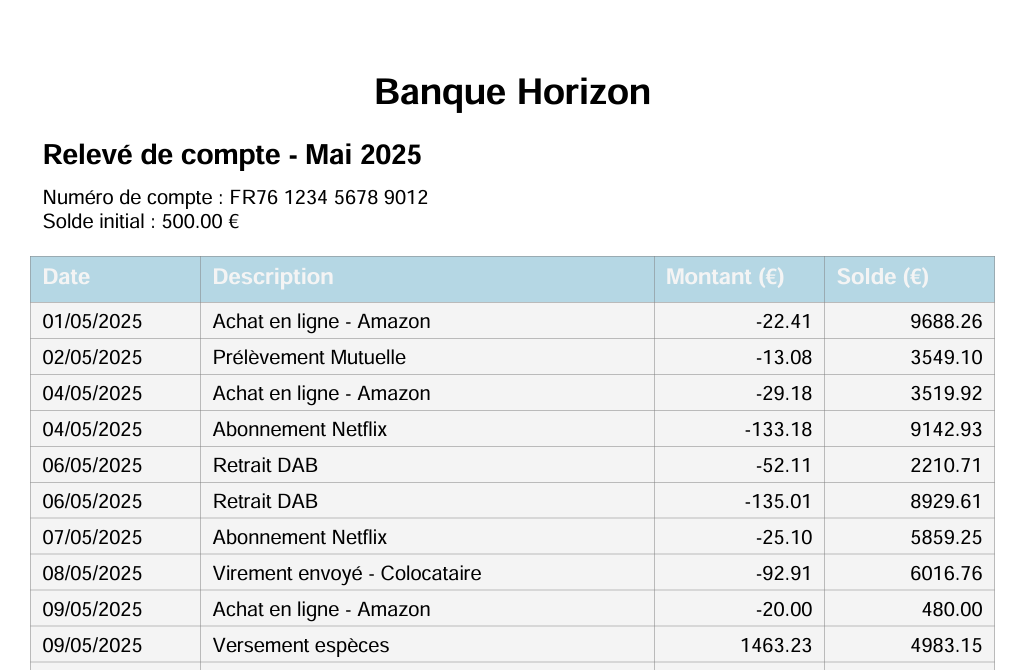 Banque Horizon
Relevé de compte - Mai 2025
Numéro de compte : FR76 1234 5678 9012
Solde initial : 500.00 €
Date Description Montant (€) Solde (€)
01/05/2025 Achat en ligne - Amazon -22.41 9688.26
02/05/2025 Prélèvement Mutuelle -13.08 3549.10
04/05/2025 Achat en ligne - Amazon -29.18 3519.92
04/05/2025 Abonnement Netflix -133.18 9142.93
06/05/2025 Retrait DAB -52.11 2210.71
06/05/2025 Retrait DAB -135.01 8929.61
07/05/2025 Abonnement Netflix -25.10 5859.25
08/05/2025 Virement envoyé - Colocataire -92.91 6016.76
09/05/2025 Achat en ligne - Amazon -20.00 480.00
09/05/2025 Versement espèces 1463.23 4983.15